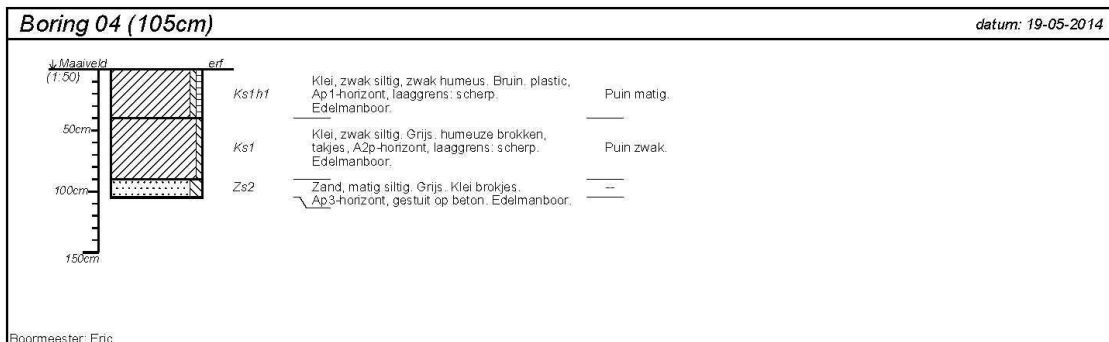 Boring 04 (105cm)
datum: 19-05-2014
Maaiveld
erf
(1:50)
Ks1h1
Klei, zwak siltig, zwak humeus. Bruin. plastic,
Ap1-horizont, laaggrens: scherp.
Edelmanboor.
Puin matig.
50cm
Ks1
Klei, zwak siltig. Grijs. humeuze brokken,
takjes, A2p-horizont, laaggrens: scherp.
Edelmanboor.
Puin zwak.
100cm
Zs2
Zand, matig siltig. Grijs. Klei brokjes.
Ap3-horizont, gestuit op beton. Edelmanboor.
--
150cm
Boormeester: Eric